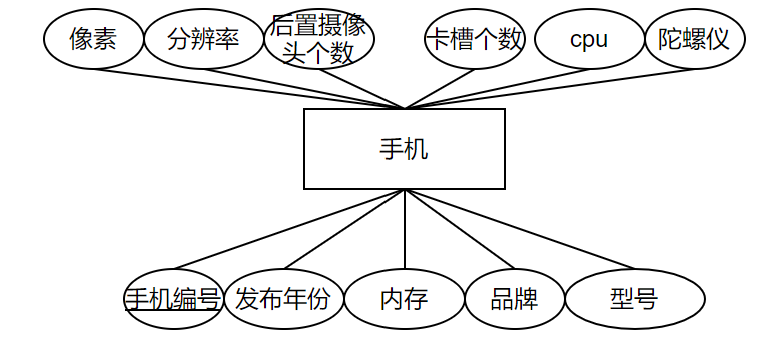 像素
分辨率
后置摄像
头个数
卡槽个数
cpu
陀螺仪
手机
手机编号
发布年份
内存
品牌
型号